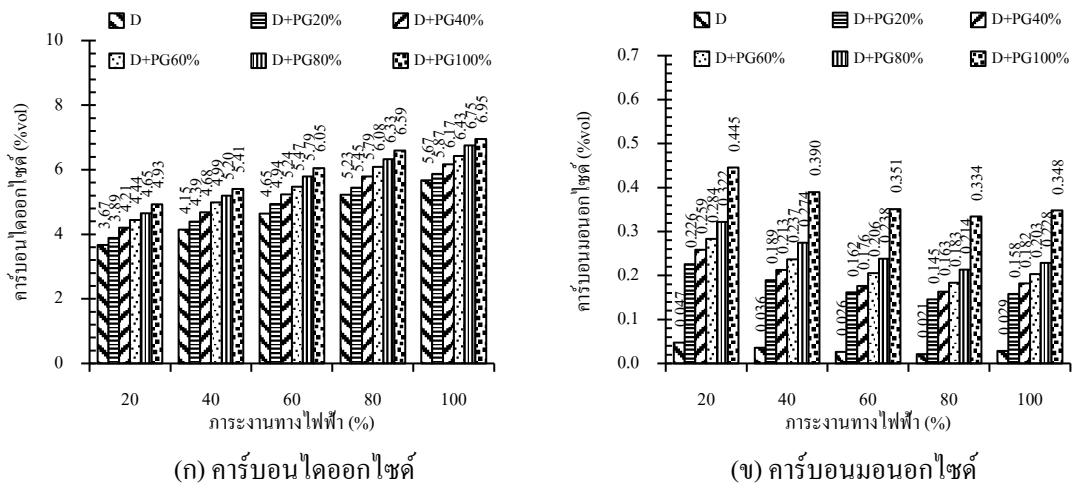 D D+PG20% D+PG40%
D+PG60% D+PG80% D+PG100%
คาร์บอนไดออกไซด์ (%vol)
10
8
6
4
2
0
3.67 3.89 4.21 4.44 4.65 4.93
4.15 4.39 4.68 4.99 5.20 5.41
4.65 4.94 5.24 5.47 5.79 6.05
5.23 5.45 5.79 6.08 6.33 6.59
5.67 5.87 6.17 6.43 6.75 6.95
20 40 60 80 100
ภาระงานทางไฟฟ้า (%)
(ก) คาร์บอนไดออกไซด์
D D+PG20% D+PG40%
D+PG60% D+PG80% D+PG100%
คาร์บอนมอนอกไซด์ (%vol)
0.7
0.6
0.5
0.4
0.3
0.2
0.1
0.0
0.047 0.226 0.259 0.284 0.322 0.445
0.036 0.189 0.213 0.237 0.274 0.390
0.026 0.162 0.176 0.206 0.238 0.351
0.021 0.145 0.163 0.183 0.214 0.334
0.029 0.158 0.182 0.203 0.228 0.348
20 40 60 80 100
ภาระงานทางไฟฟ้า (%)
(ข) คาร์บอนมอนอกไซด์